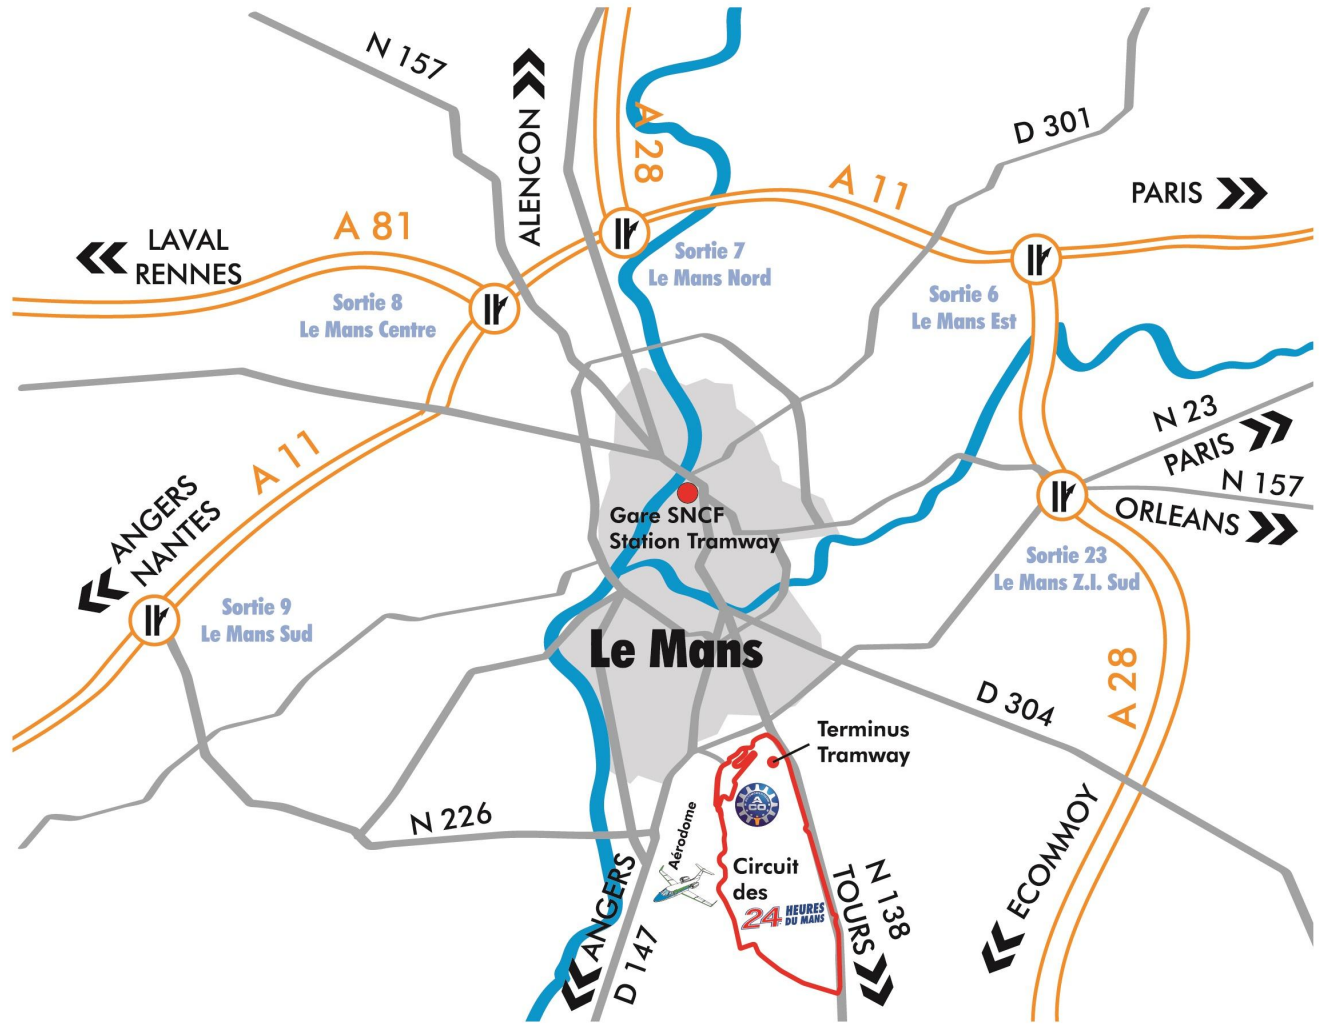 N 157
ALENCON
A 28
D 301
A 11
PARIS
A 81
LAVAL
RENNES
Sortie 7
Le Mans Nord
Sortie 8
Le Mans Centre
Sortie 6
Le Mans Est
N 23
PARIS
N 157
ORLEANS
A 11
ANGERS
NANTES
Gare SNCF
Station Tramway
Sortie 23
Le Mans Z.I. Sud
Sortie 9
Le Mans Sud
Le Mans
A 28
D 304
Terminus
Tramway
N 226
Aérodome
ACO
Circuit
des
24 HEURES
DU MANS
ECOMMOY
ANGERS
D 147
TOURS
N 138